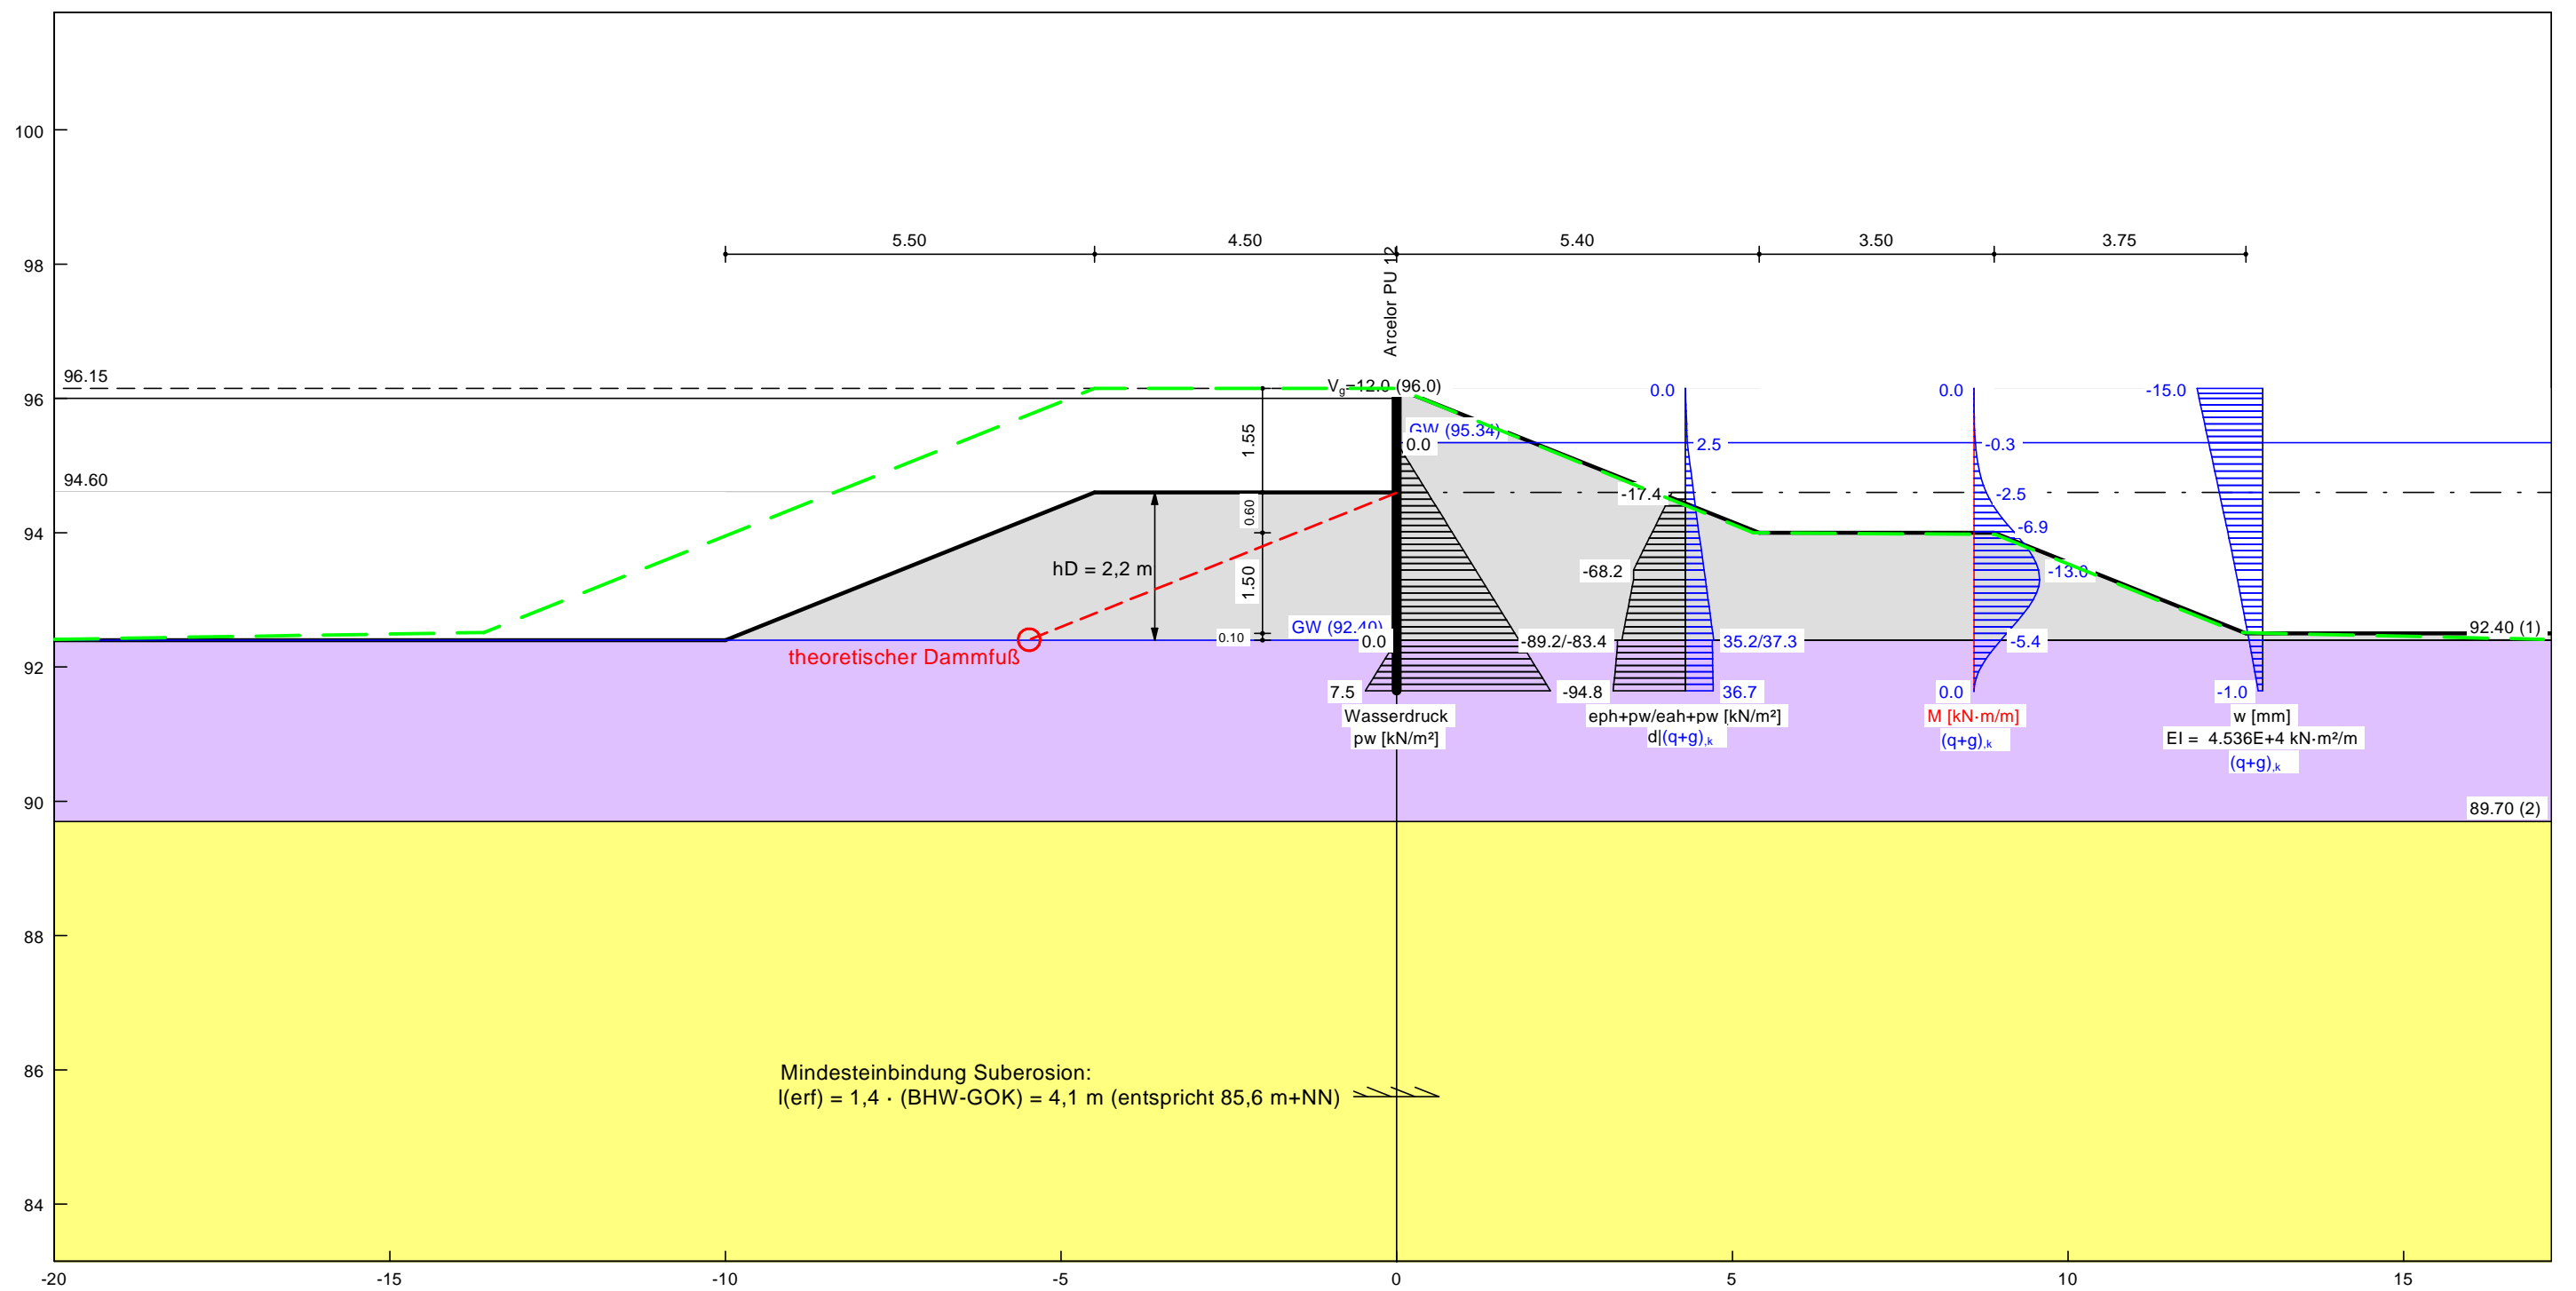 100
98
96
94
92
90
88
86
84
-20
-15
-10
-5
0
5
10
15
5.50
4.50
5.40
3.50
3.75
Arcelor PU 12
96.15
94.60
Vg=12.0 (96.0)
GW (95.34)
0.0
1.55
0.60
1.50
0.10
hD = 2,2 m
GW (92.40)
0.0
7.5
theoretischer Dammfuß
Wasserdruck
pw [kN/m²]
-17.4
-68.2
-89.2/-83.4
-94.8
0.0
2.5
35.2/37.3
36.7
eph+pw/eah+pw [kN/m²]
d|(q+g),k
0.0
-0.3
-2.5
-6.9
-13.0
-5.4
0.0
M [kN·m/m]
(q+g),k
-15.0
-1.0
w [mm]
EI = 4.536E+4 kN·m²/m
(q+g),k
92.40 (1)
89.70 (2)
Mindesteinbindung Suberosion:
l(erf) = 1,4 · (BHW-GOK) = 4,1 m (entspricht 85,6 m+NN)